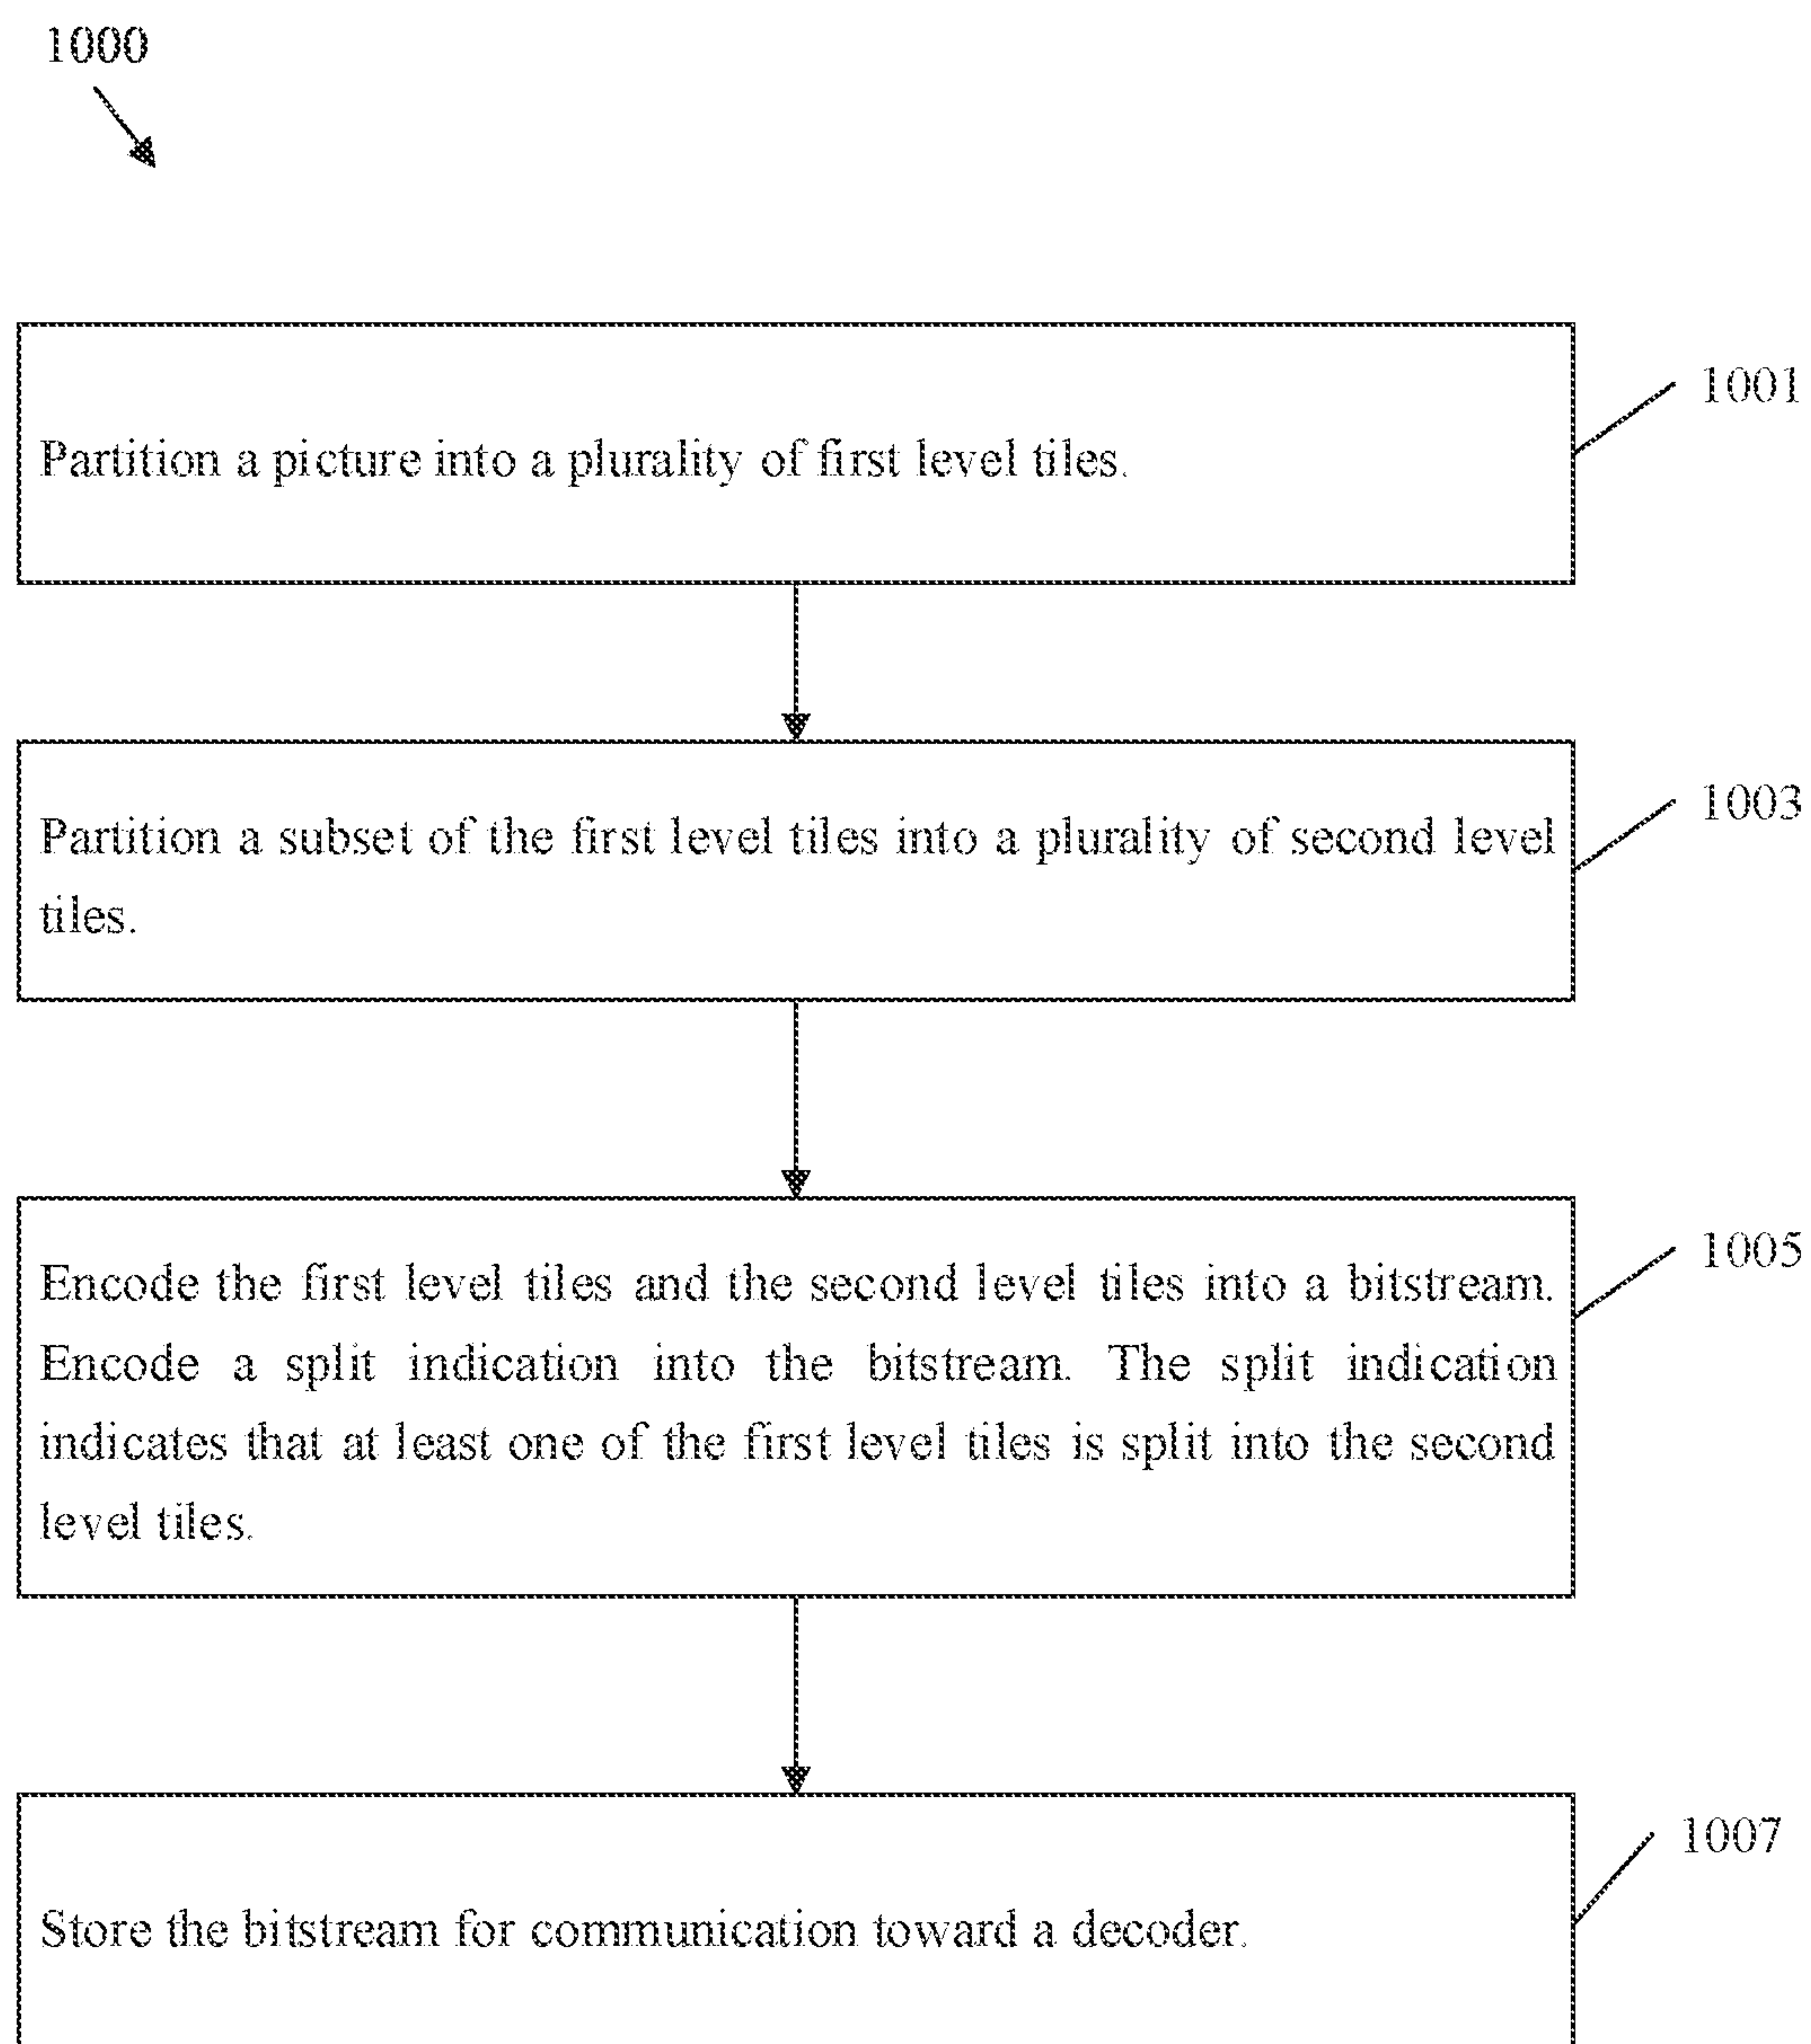 1000
Partition a picture into a plurality of first level tiles.
1001
Partition a subset of the first level tiles into a plurality of second level
tiles.
1003
Encode the first level tiles and the second level tiles into a bitstream.
Encode a split indication into the bitstream. The split indication
indicates that at least one of the first level tiles is split into the second
level tiles.
1005
Store the bitstream for communication toward a decoder.
1007